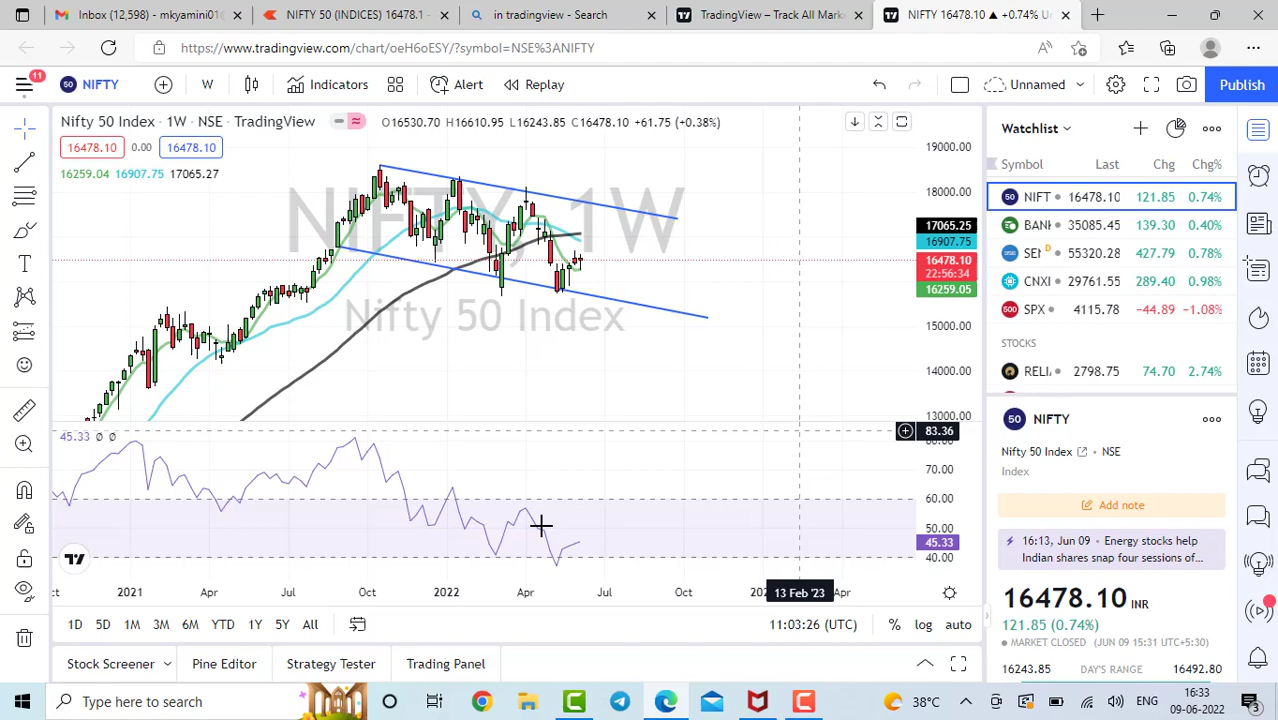 Inbox (12,598) - mkyamini01@
NIFTY 50 (INDICES) 16478.1 -
in tradingview - Search
TradingView – Track All Marke
NIFTY 16478.10 ▲ +0.74% Un
https://www.tradingview.com/chart/oeH6oESY/?symbol=NSE%3ANIFTY
11
50 NIFTY
W
Indicators
Alert
Replay
Unnamed
Publish
Nifty 50 Index · 1W · NSE · TradingView
O16530.70 H16610.95 L16243.85 C16478.10 +61.75 (+0.38%)
16478.10 0.00 16478.10
16259.04 16907.75 17065.27
NIFTY, 1W
Nifty 50 Index
19000.00
18000.00
17065.25
16907.75
16478.10
22:56:34
16259.05
15000.00
14000.00
13000.00
45.33 ∅ ∅
83.36
70.00
60.00
50.00
45.33
40.00
2021 Apr Jul Oct 2022 Apr Jul Oct 13 Feb '23 Apr
1D 5D 1M 3M 6M YTD 1Y 5Y All
11:03:26 (UTC) % log auto
Stock Screener Pine Editor Strategy Tester Trading Panel
Watchlist
Symbol Last Chg Chg%
50 NIFT 16478.10 121.85 0.74%
BANK 35085.45 139.30 0.40%
D 55320.28 427.79 0.78%
CNXI 29761.55 289.40 0.98%
500 SPX 4115.78 -44.89 -1.08%
STOCKS
RELI 2798.75 74.70 2.74%
50 NIFTY
Nifty 50 Index • NSE
Index
Add note
16:13, Jun 09 • Energy stocks help
Indian shares snap four sessions of...
16478.10 INR
121.85 (0.74%)
MARKET CLOSED (JUN 09 15:31 UTC+5:30)
16243.85 DAY'S RANGE 16492.80
Type here to search
38°C
ENG
16:33
09-06-2022
3